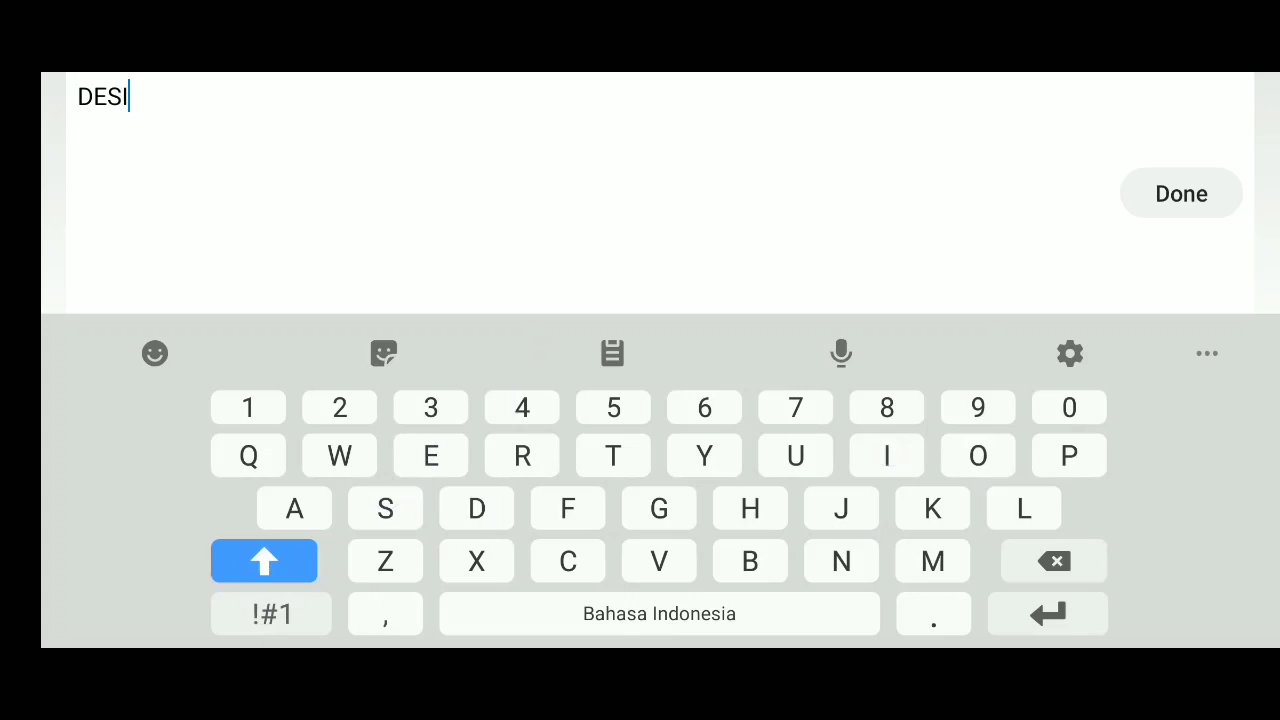 DESI
Done
1 2 3 4 5 6 7 8 9 0
Q W E R T Y U I O P
A S D F G H J K L
Z X C V B N M
!#1 , Bahasa Indonesia .